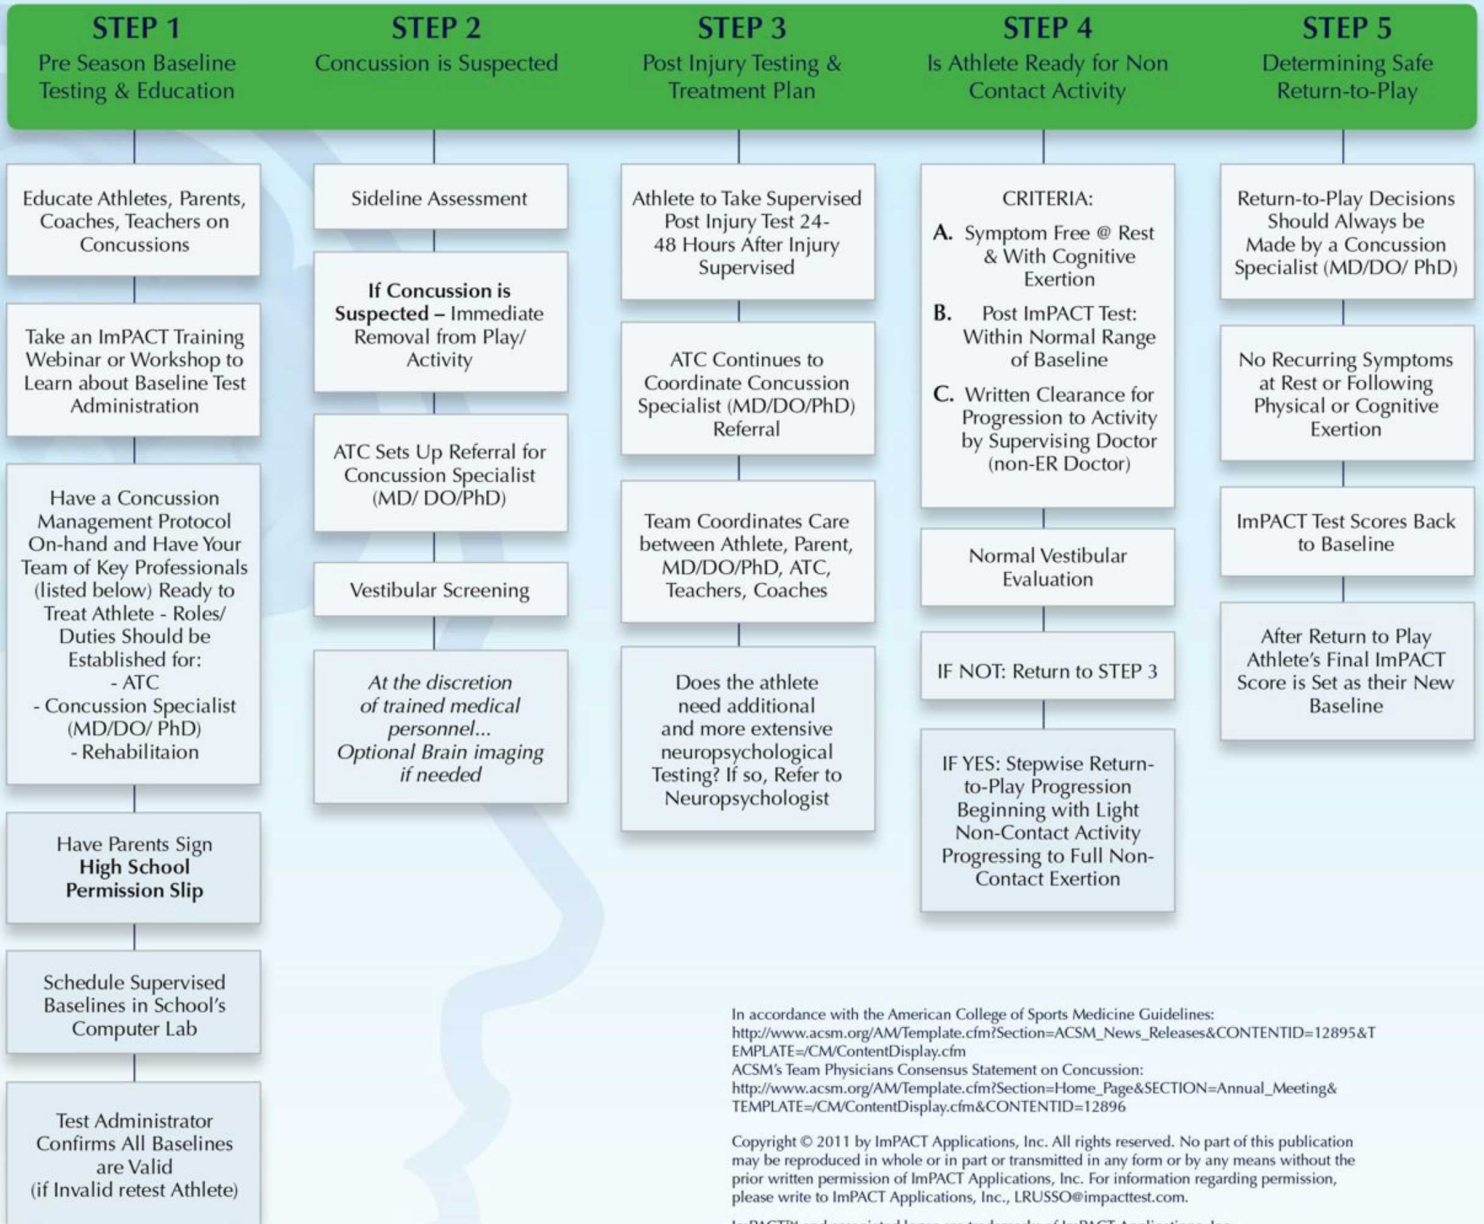 STEP 1
Pre Season Baseline
Testing & Education
Educate Athletes, Parents,
Coaches, Teachers on
Concussions
Take an ImPACT Training
Webinar or Workshop to
Learn about Baseline Test
Administration
Have a Concussion
Management Protocol
On-hand and Have Your
Team of Key Professionals
(listed below) Ready to
Treat Athlete - Roles/
Duties Should be
Established for:
- ATC
- Concussion Specialist
(MD/DO/ PhD)
- Rehabilitaion
Have Parents Sign
High School
Permission Slip
Schedule Supervised
Baselines in School's
Computer Lab
Test Administrator
Confirms All Baselines
are Valid
(if Invalid retest Athlete)
STEP 2
Concussion is Suspected
Sideline Assessment
If Concussion is
Suspected – Immediate
Removal from Play/
Activity
ATC Sets Up Referral for
Concussion Specialist
(MD/ DO/PhD)
Vestibular Screening
At the discretion
of trained medical
personnel...
Optional Brain imaging
if needed
STEP 3
Post Injury Testing &
Treatment Plan
Athlete to Take Supervised
Post Injury Test 24-
48 Hours After Injury
Supervised
ATC Continues to
Coordinate Concussion
Specialist (MD/DO/PhD)
Referral
Team Coordinates Care
between Athlete, Parent,
MD/DO/PhD, ATC,
Teachers, Coaches
Does the athlete
need additional
and more extensive
neuropsychological
Testing? If so, Refer to
Neuropsychologist
STEP 4
Is Athlete Ready for Non
Contact Activity
CRITERIA:
A. Symptom Free @ Rest
& With Cognitive
Exertion
B. Post ImPACT Test:
Within Normal Range
of Baseline
C. Written Clearance for
Progression to Activity
by Supervising Doctor
(non-ER Doctor)
Normal Vestibular
Evaluation
IF NOT: Return to STEP 3
IF YES: Stepwise Return-
to-Play Progression
Beginning with Light
Non-Contact Activity
Progressing to Full Non-
Contact Exertion
STEP 5
Determining Safe
Return-to-Play
Return-to-Play Decisions
Should Always be
Made by a Concussion
Specialist (MD/DO/ PhD)
No Recurring Symptoms
at Rest or Following
Physical or Cognitive
Exertion
ImPACT Test Scores Back
to Baseline
After Return to Play
Athlete's Final ImPACT
Score is Set as their New
Baseline
In accordance with the American College of Sports Medicine Guidelines:
http://www.acsm.org/AM/Template.cfm?Section=ACSM_News_Releases&CONTENTID=12895&T
EMPLATE=/CM/ContentDisplay.cfm
ACSM's Team Physicians Consensus Statement on Concussion:
http://www.acsm.org/AM/Template.cfm?Section=Home_Page&SECTION=Annual_Meeting&
TEMPLATE=/CM/ContentDisplay.cfm&CONTENTID=12896
Copyright © 2011 by ImPACT Applications, Inc. All rights reserved. No part of this publication
may be reproduced in whole or in part or transmitted in any form or by any means without the
prior written permission of ImPACT Applications, Inc. For information regarding permission,
please write to ImPACT Applications, Inc., LRUSSO@impacttest.com.